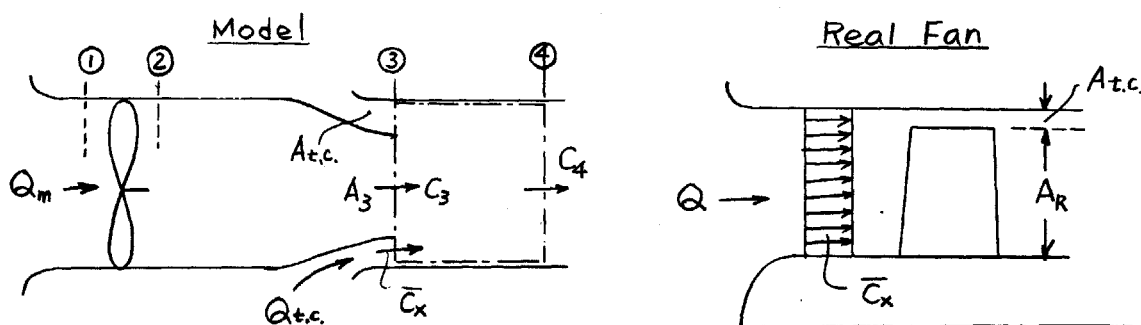 Model
① ② ③ ④
At.c.
Qm A3 C3 C4
C̅x
Qt.c.
Real Fan
At.c.
Q AR
C̅x